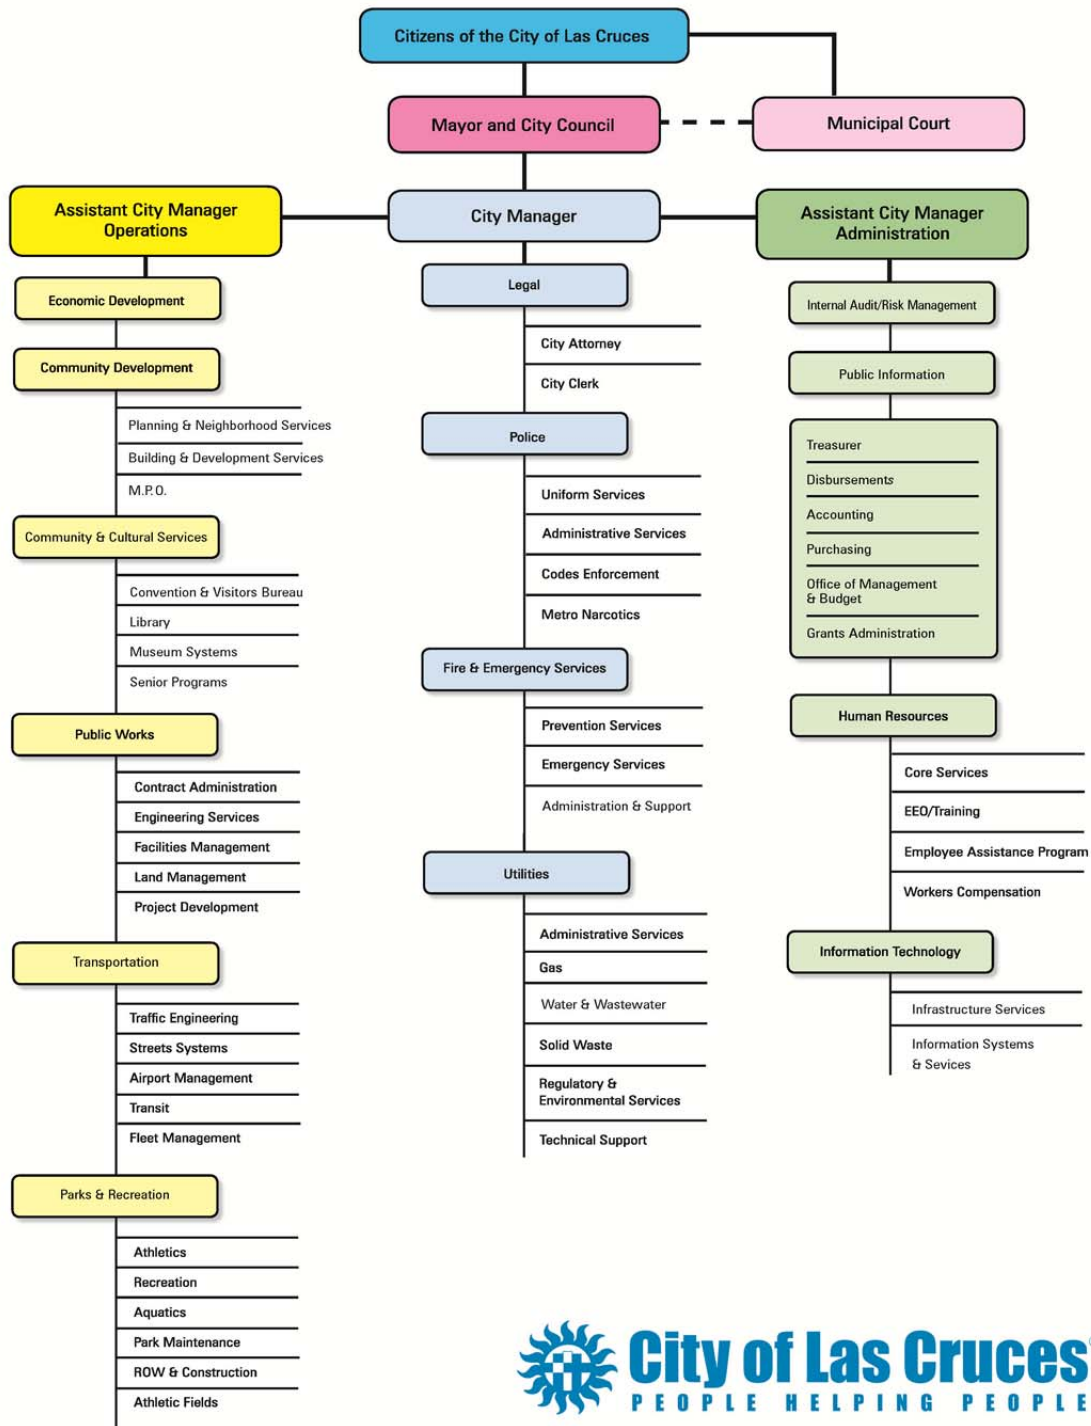 Citizens of the City of Las Cruces
Mayor and City Council
Municipal Court
Assistant City Manager
Operations
City Manager
Assistant City Manager
Administration
Economic Development
Community Development
Planning & Neighborhood Services
Building & Development Services
M.P.O.
Community & Cultural Services
Convention & Visitors Bureau
Library
Museum Systems
Senior Programs
Public Works
Contract Administration
Engineering Services
Facilities Management
Land Management
Project Development
Transportation
Traffic Engineering
Streets Systems
Airport Management
Transit
Fleet Management
Parks & Recreation
Athletics
Recreation
Aquatics
Park Maintenance
ROW & Construction
Athletic Fields
Legal
City Attorney
City Clerk
Police
Uniform Services
Administrative Services
Codes Enforcement
Metro Narcotics
Fire & Emergency Services
Prevention Services
Emergency Services
Administration & Support
Utilities
Administrative Services
Gas
Water & Wastewater
Solid Waste
Regulatory &
Environmental Services
Technical Support
Internal Audit/Risk Management
Public Information
Treasurer
Disbursements
Accounting
Purchasing
Office of Management
& Budget
Grants Administration
Human Resources
Core Services
EEO/Training
Employee Assistance Program
Workers Compensation
Information Technology
Infrastructure Services
Information Systems
& Sevices
City of Las Cruces
PEOPLE HELPING PEOPLE